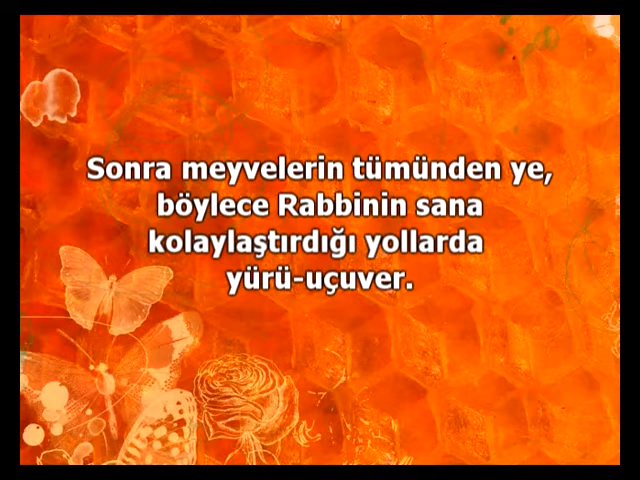 Sonra meyvelerin tümünden ye,
böylece Rabbinin sana
kolaylaştırdığı yollarda
yürü-uçuver.